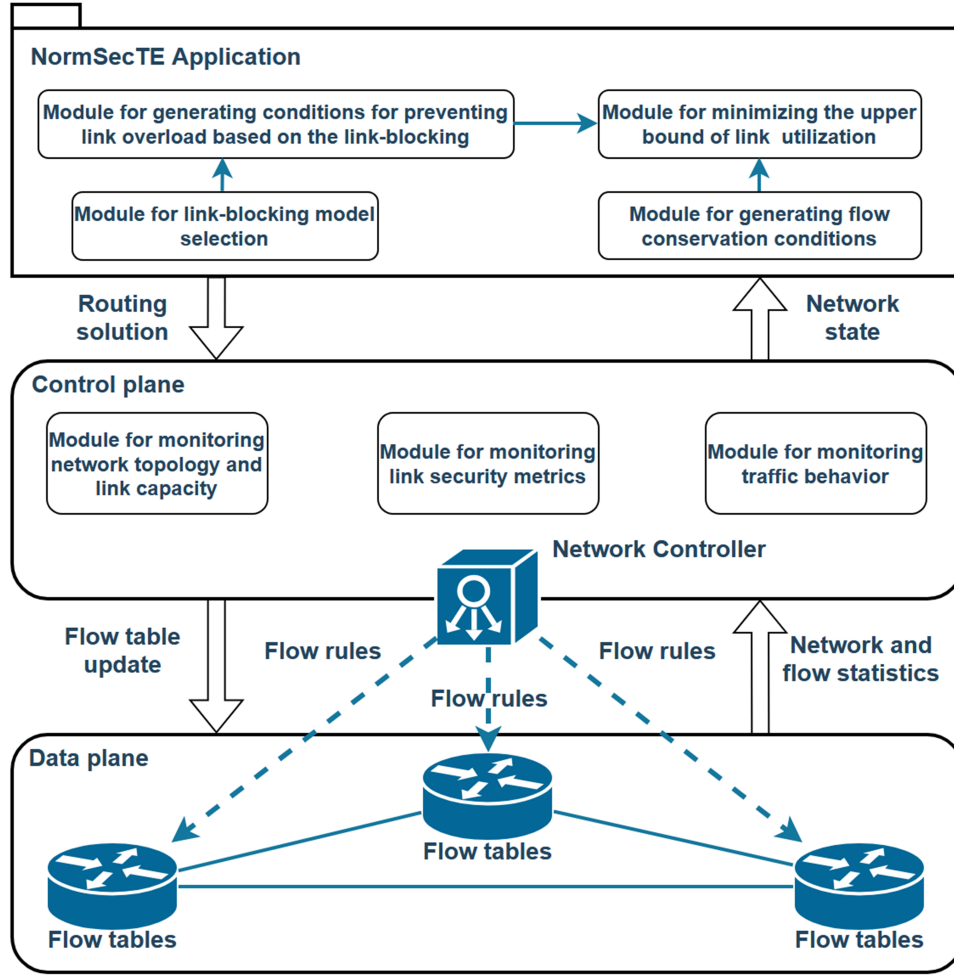 NormSecTE Application
Module for generating conditions for preventing
link overload based on the link-blocking
Module for minimizing the upper
bound of link utilization
Module for link-blocking model
selection
Module for generating flow
conservation conditions
Routing
solution
Network
state
Control plane
Module for monitoring
network topology and
link capacity
Module for monitoring
link security metrics
Module for monitoring
traffic behavior
Network Controller
Flow table
update
Flow rules
Flow rules
Flow rules
Network and
flow statistics
Data plane
Flow tables
Flow tables
Flow tables